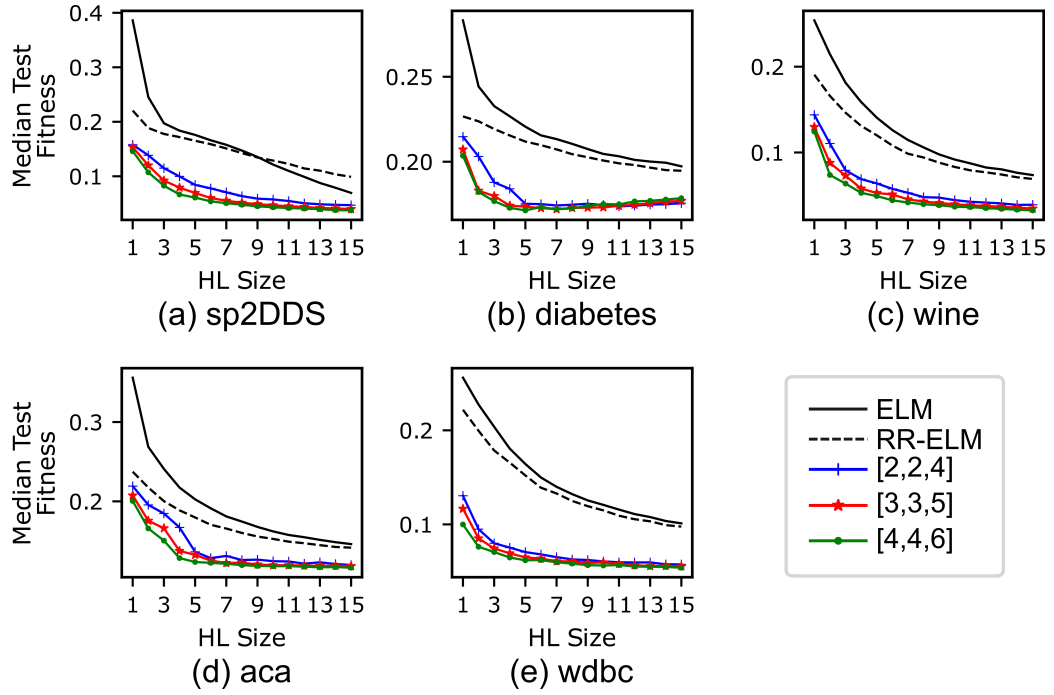 Median Test
Fitness
0.4
0.3
0.2
0.1
1 3 5 7 9 11 13 15
HL Size
(a) sp2DDS
0.25
0.20
1 3 5 7 9 11 13 15
HL Size
(b) diabetes
0.2
0.1
1 3 5 7 9 11 13 15
HL Size
(c) wine
Median Test
Fitness
0.3
0.2
1 3 5 7 9 11 13 15
HL Size
(d) aca
0.2
0.1
1 3 5 7 9 11 13 15
HL Size
(e) wdbc
ELM
RR-ELM
[2,2,4]
[3,3,5]
[4,4,6]